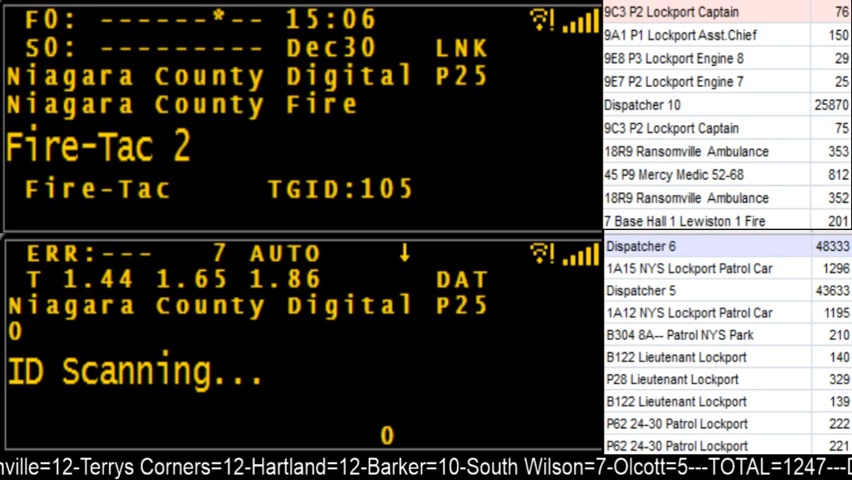 F0: ------*-- 15:06
S0: --------- Dec30 LNK
Niagara County Digital P25
Niagara County Fire
Fire-Tac 2
Fire-Tac TGID:105
9C3 P2 Lockport Captain 76
9A1 P1 Lockport Asst.Chief 150
9E8 P3 Lockport Engine 8 29
9E7 P2 Lockport Engine 7 25
Dispatcher 10 25870
9C3 P2 Lockport Captain 75
18R9 Ransomville Ambulance 353
45 P9 Mercy Medic 52-68 812
18R9 Ransomville Ambulance 352
7 Base Hall 1 Lewiston 1 Fire 201
ERR:--- 7 AUTO ↓
T 1.44 1.65 1.86 DAT
Niagara County Digital P25
0
ID Scanning...
0
Dispatcher 6 48333
1A15 NYS Lockport Patrol Car 1296
Dispatcher 5 43633
1A12 NYS Lockport Patrol Car 1195
B304 8A-- Patrol NYS Park 210
B122 Lieutenant Lockport 140
P28 Lieutenant Lockport 329
B122 Lieutenant Lockport 139
P62 24-30 Patrol Lockport 222
P62 24-30 Patrol Lockport 221
nville=12-Terrys Corners=12-Hartland=12-Barker=10-South Wilson=7-Olcott=5---TOTAL=1247---D